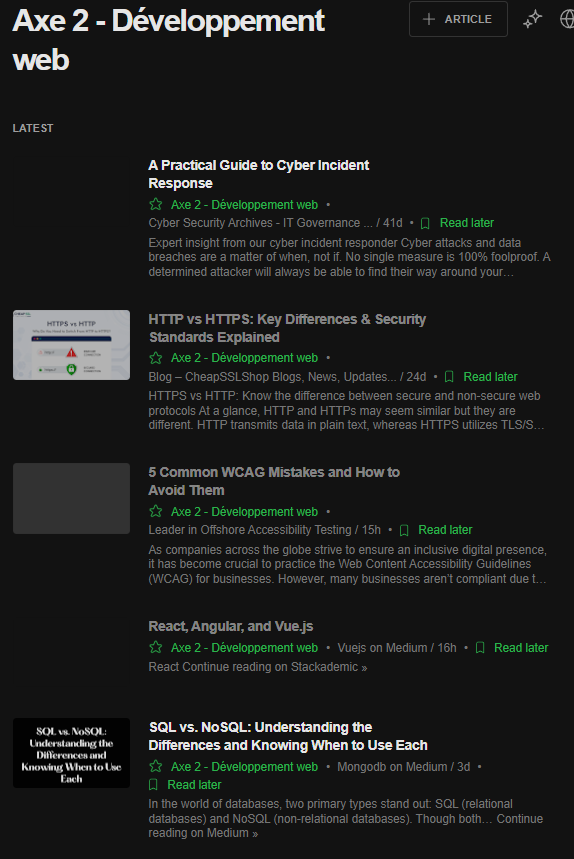 Axe 2 - Développement
web
ARTICLE
LATEST
A Practical Guide to Cyber Incident
Response
Axe 2 - Développement web •
Cyber Security Archives - IT Governance ... / 41d • Read later
Expert insight from our cyber incident responder Cyber attacks and data
breaches are a matter of when, not if. No single measure is 100% foolproof. A
determined attacker will always be able to find their way around your…
HTTPS vs HTTP
HTTP vs HTTPS: Key Differences & Security
Standards Explained
Axe 2 - Développement web •
Blog – CheapSSLShop Blogs, News, Updates... / 24d • Read later
HTTPS vs HTTP: Know the difference between secure and non-secure web
protocols At a glance, HTTP and HTTPs may seem similar but they are
different. HTTP transmits data in plain text, whereas HTTPS utilizes TLS/S…
5 Common WCAG Mistakes and How to
Avoid Them
Axe 2 - Développement web •
Leader in Offshore Accessibility Testing / 15h • Read later
As companies across the globe strive to ensure an inclusive digital presence,
it has become crucial to practice the Web Content Accessibility Guidelines
(WCAG) for businesses. However, many businesses aren't compliant due t…
React, Angular, and Vue.js
Axe 2 - Développement web • Vuejs on Medium / 16h • Read later
React Continue reading on Stackademic »
SQL vs. NoSQL:
Understanding the
Differences and
Knowing When to Use
Each
SQL vs. NoSQL: Understanding the
Differences and Knowing When to Use Each
Axe 2 - Développement web • Mongodb on Medium / 3d •
Read later
In the world of databases, two primary types stand out: SQL (relational
databases) and NoSQL (non-relational databases). Though both… Continue
reading on Medium »